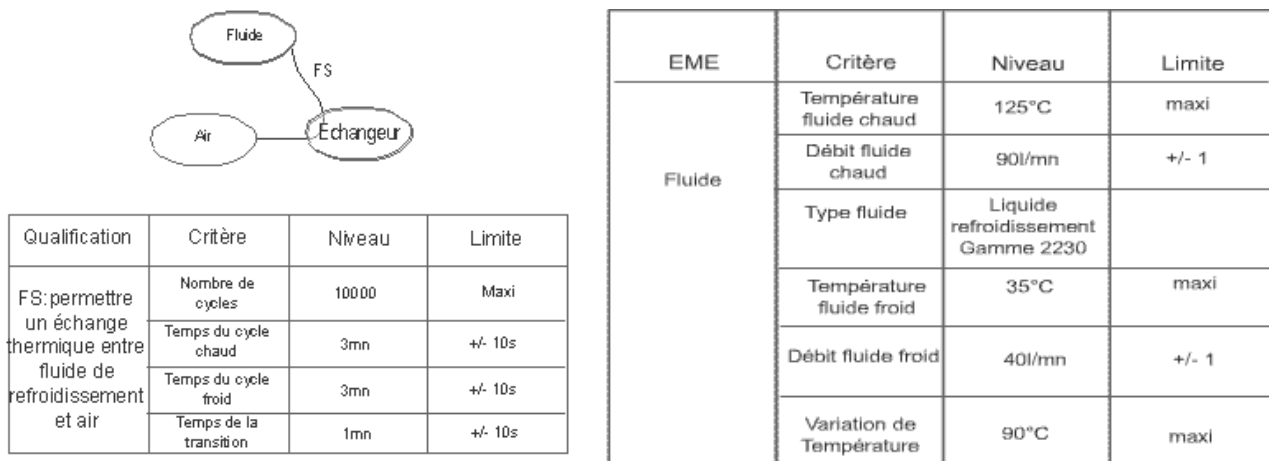 Fluide
FS
Air
Echangeur
Qualification
Critère
Niveau
Limite
FS:permettre
un échange
thermique entre
fluide de
refroidissement
et air
Nombre de
cycles
10000
Maxi
Temps du cycle
chaud
3mn
+/- 10s
Temps du cycle
froid
3mn
+/- 10s
Temps de la
transition
1mn
+/- 10s
EME
Critère
Niveau
Limite
Fluide
Température
fluide chaud
125°C
maxi
Débit fluide
chaud
90l/mn
+/- 1
Type fluide
Liquide
refroidissement
Gamme 2230
Température
fluide froid
35°C
maxi
Débit fluide froid
40l/mn
+/- 1
Variation de
Température
90°C
maxi